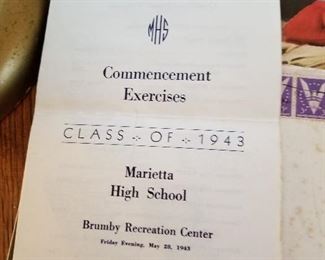 MHS
Commencement
Exercises
CLASS OF 1943
Marietta
High School
Brumby Recreation Center
Friday Evening, May 28, 1943